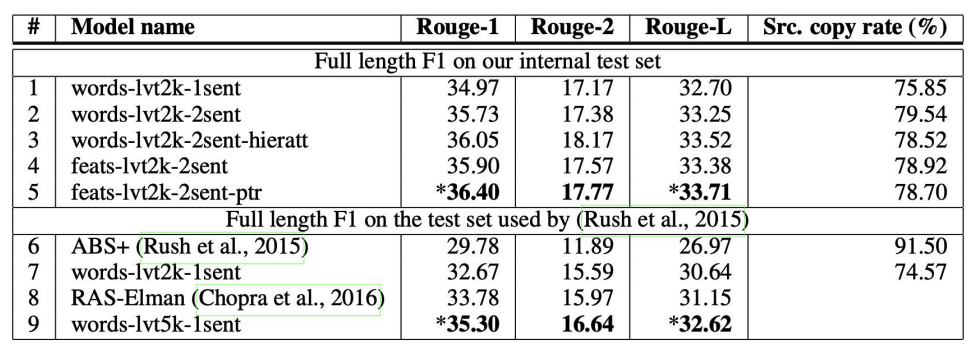 # Model name Rouge-1 Rouge-2 Rouge-L Src. copy rate (%)
Full length F1 on our internal test set
1 words-lvt2k-1sent 34.97 17.17 32.70 75.85
2 words-lvt2k-2sent 35.73 17.38 33.25 79.54
3 words-lvt2k-2sent-hieratt 36.05 18.17 33.52 78.52
4 feats-lvt2k-2sent 35.90 17.57 33.38 78.92
5 feats-lvt2k-2sent-ptr *36.40 17.77 *33.71 78.70
Full length F1 on the test set used by (Rush et al., 2015)
6 ABS+ (Rush et al., 2015) 29.78 11.89 26.97 91.50
7 words-lvt2k-1sent 32.67 15.59 30.64 74.57
8 RAS-Elman (Chopra et al., 2016) 33.78 15.97 31.15
9 words-lvt5k-1sent *35.30 16.64 *32.62